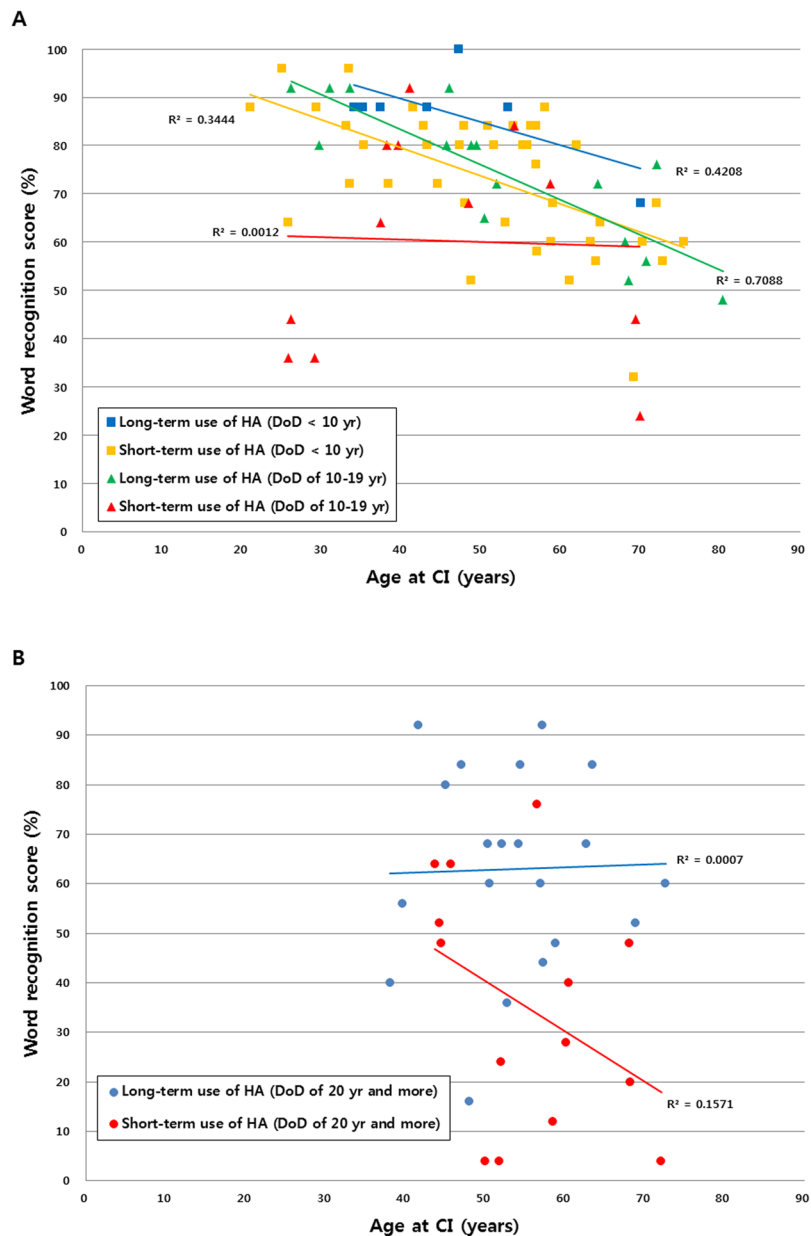 A
100
90
80
70
60
50
40
30
20
10
0
Word recognition score (%)
R² = 0.3444
R² = 0.4208
R² = 0.0012
R² = 0.7088
Long-term use of HA (DoD < 10 yr)
Short-term use of HA (DoD < 10 yr)
Long-term use of HA (DoD of 10-19 yr)
Short-term use of HA (DoD of 10-19 yr)
0 10 20 30 40 50 60 70 80 90
Age at CI (years)
B
100
90
80
70
60
50
40
30
20
10
0
Word recognition score (%)
R² = 0.0007
Long-term use of HA (DoD of 20 yr and more)
Short-term use of HA (DoD of 20 yr and more)
R² = 0.1571
0 10 20 30 40 50 60 70 80 90
Age at CI (years)